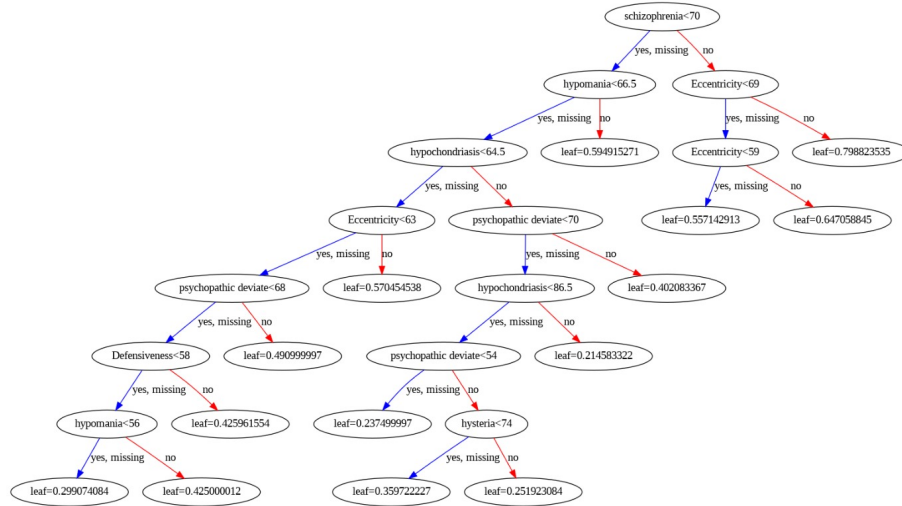 schizophrenia<70
yes, missing
no
hypomania<66.5
Eccentricity<69
yes, missing
no
yes, missing
no
hypochondriasis<64.5
leaf=0.594915271
Eccentricity<59
leaf=0.798823535
yes, missing
no
yes, missing
no
Eccentricity<63
psychopathic deviate<70
leaf=0.557142913
leaf=0.647058845
yes, missing
no
yes, missing
no
psychopathic deviate<68
leaf=0.570454538
hypochondriasis<86.5
leaf=0.402083367
yes, missing
no
yes, missing
no
Defensiveness<58
leaf=0.490999997
psychopathic deviate<54
leaf=0.214583322
yes, missing
no
yes, missing
no
hypomania<56
leaf=0.425961554
leaf=0.237499997
hysteria<74
yes, missing
no
yes, missing
no
leaf=0.299074084
leaf=0.425000012
leaf=0.359722227
leaf=0.251923084